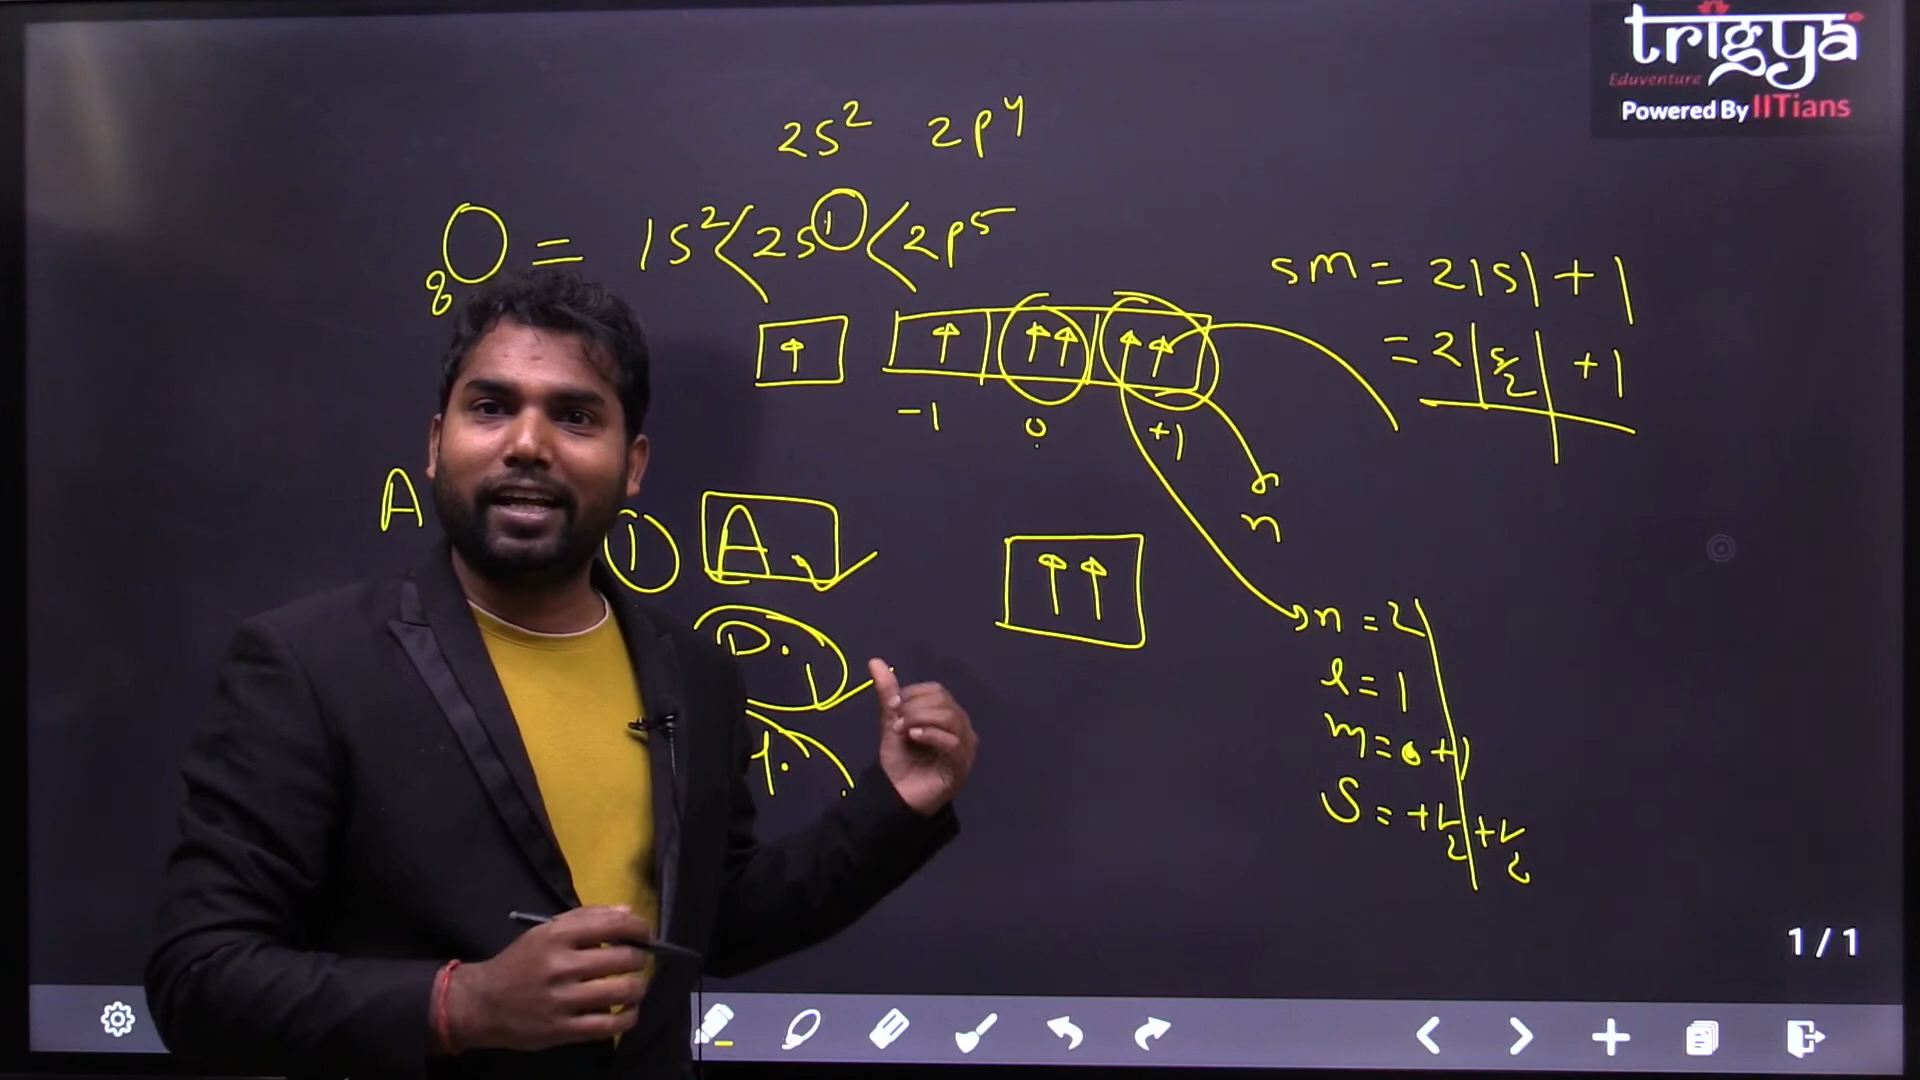 trigya
Eduventure
Powered By IITians
2s² 2p⁴
₈O = 1s² < 2s¹ < 2p⁵
sm = 2|s| + 1
= 2|5/2| + 1
↑ ↑ ↑↑ ↑↑
-1 0 +1
n
A
① A
↑↑
D.
n = 2
l = 1
m = 0 +1
S = +1/2 +1/2
1 / 1